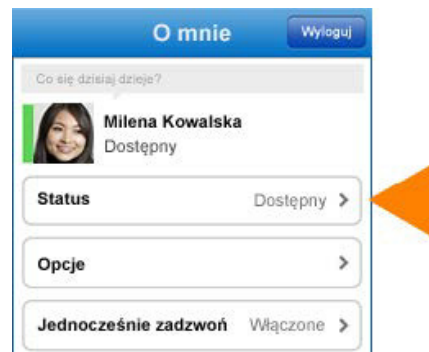 O mnie
Wyloguj
Co się dzisiaj dzieje?
Milena Kowalska
Dostępny
Status Dostępny
Opcje
Jednocześnie zadzwoń Włączone